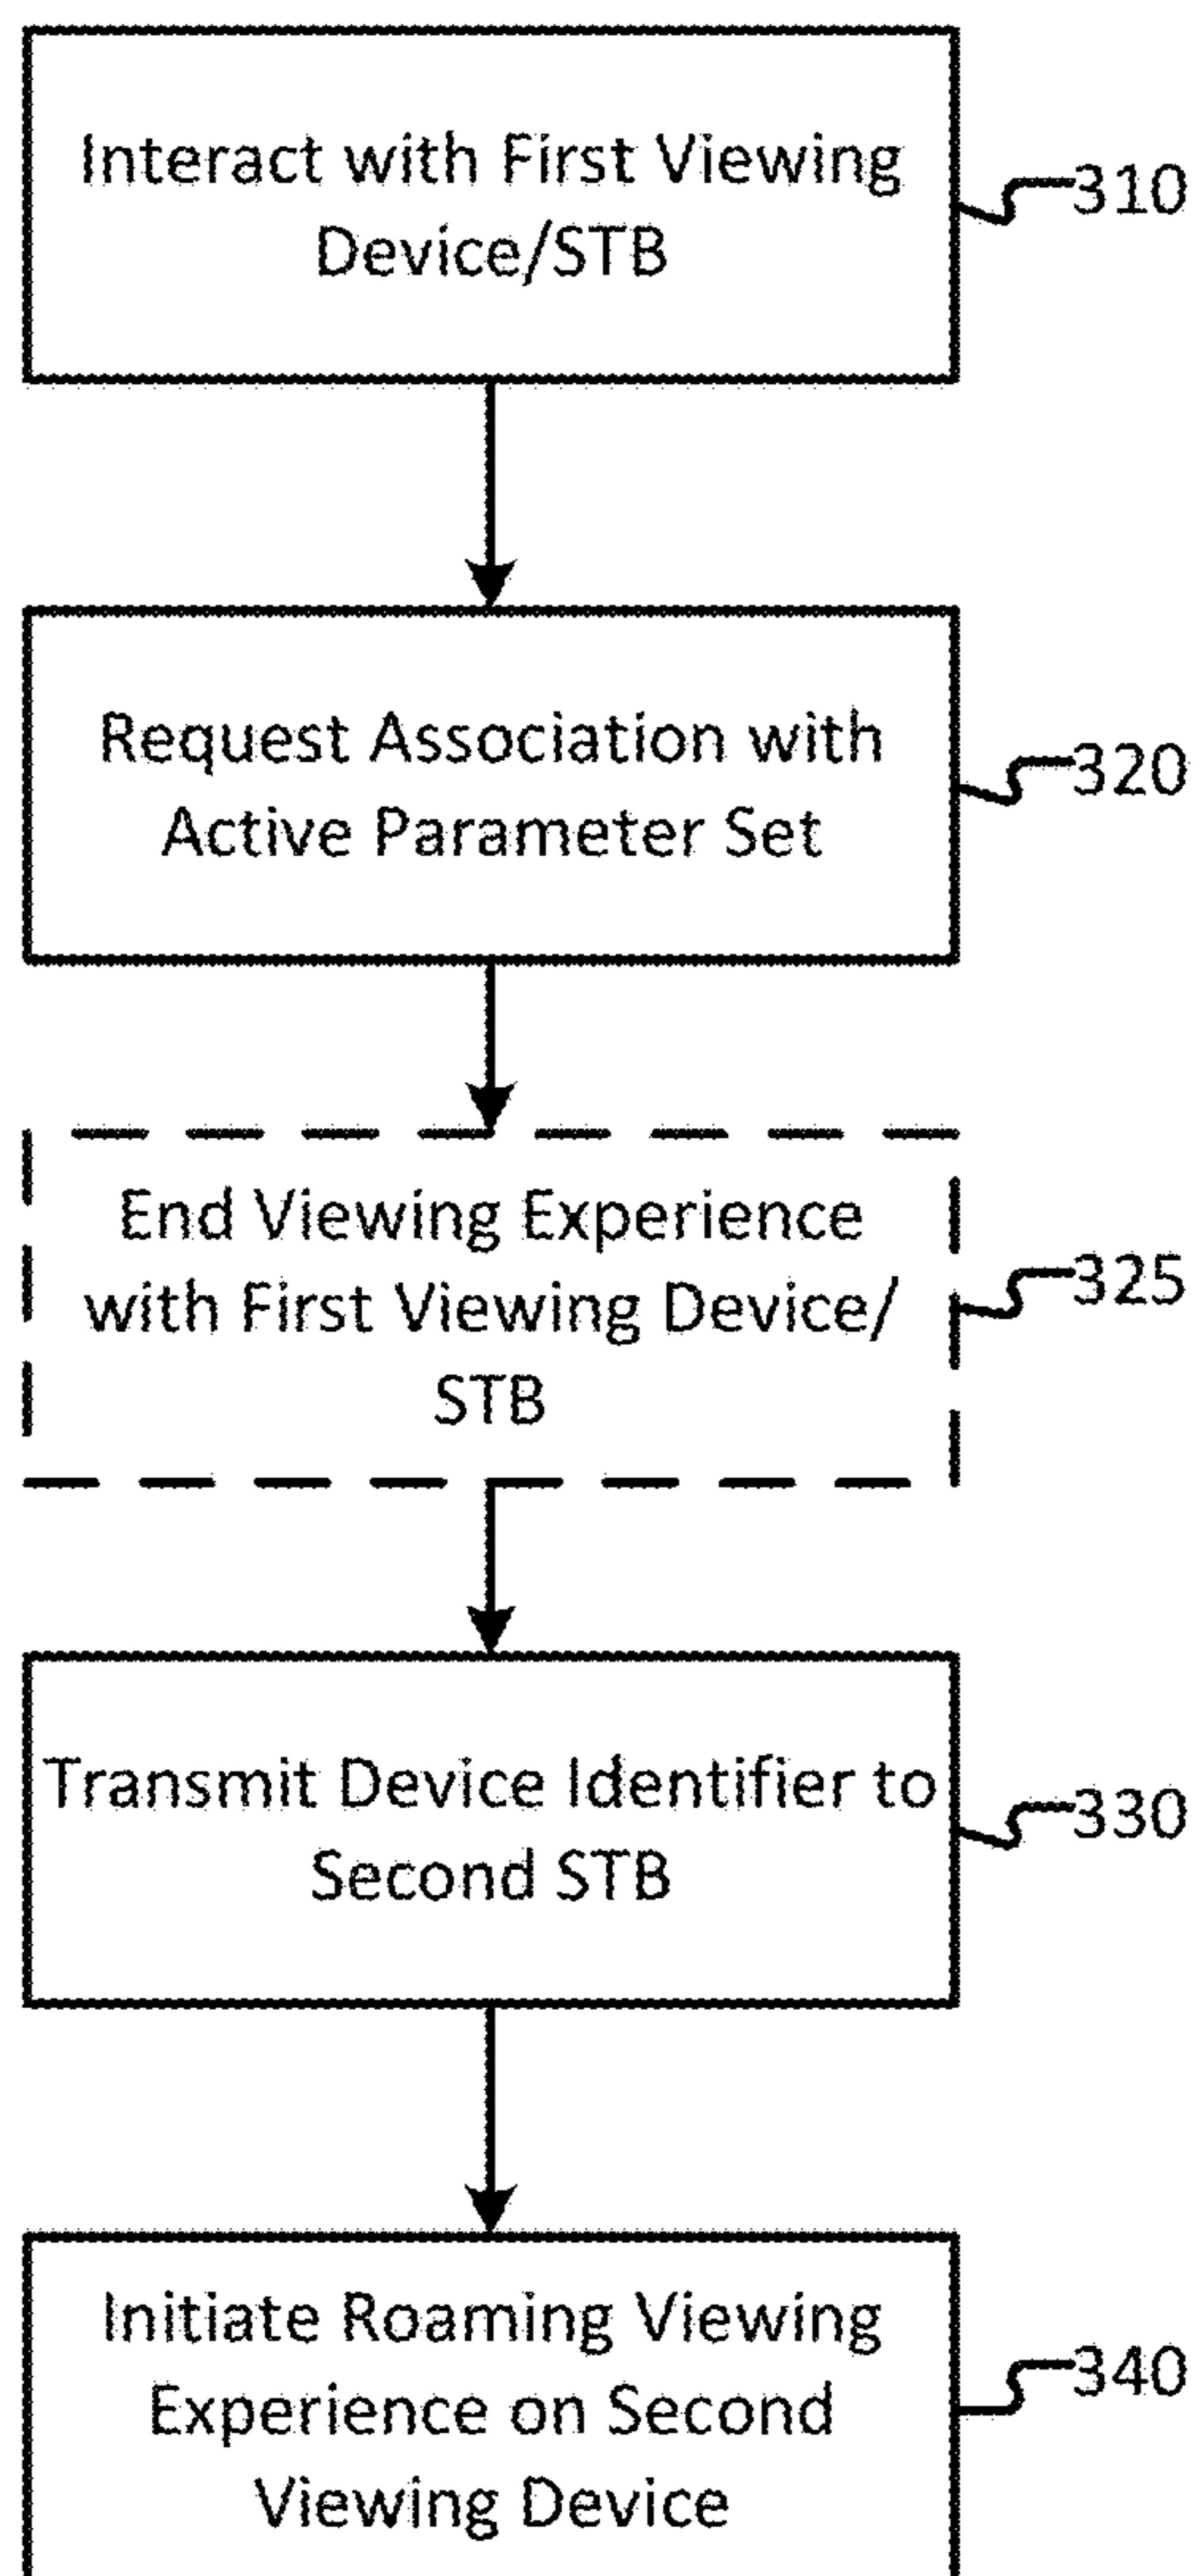 Interact with First Viewing
Device/STB
310
Request Association with
Active Parameter Set
320
End Viewing Experience
with First Viewing Device/
STB
325
Transmit Device Identifier to
Second STB
330
Initiate Roaming Viewing
Experience on Second
Viewing Device
340